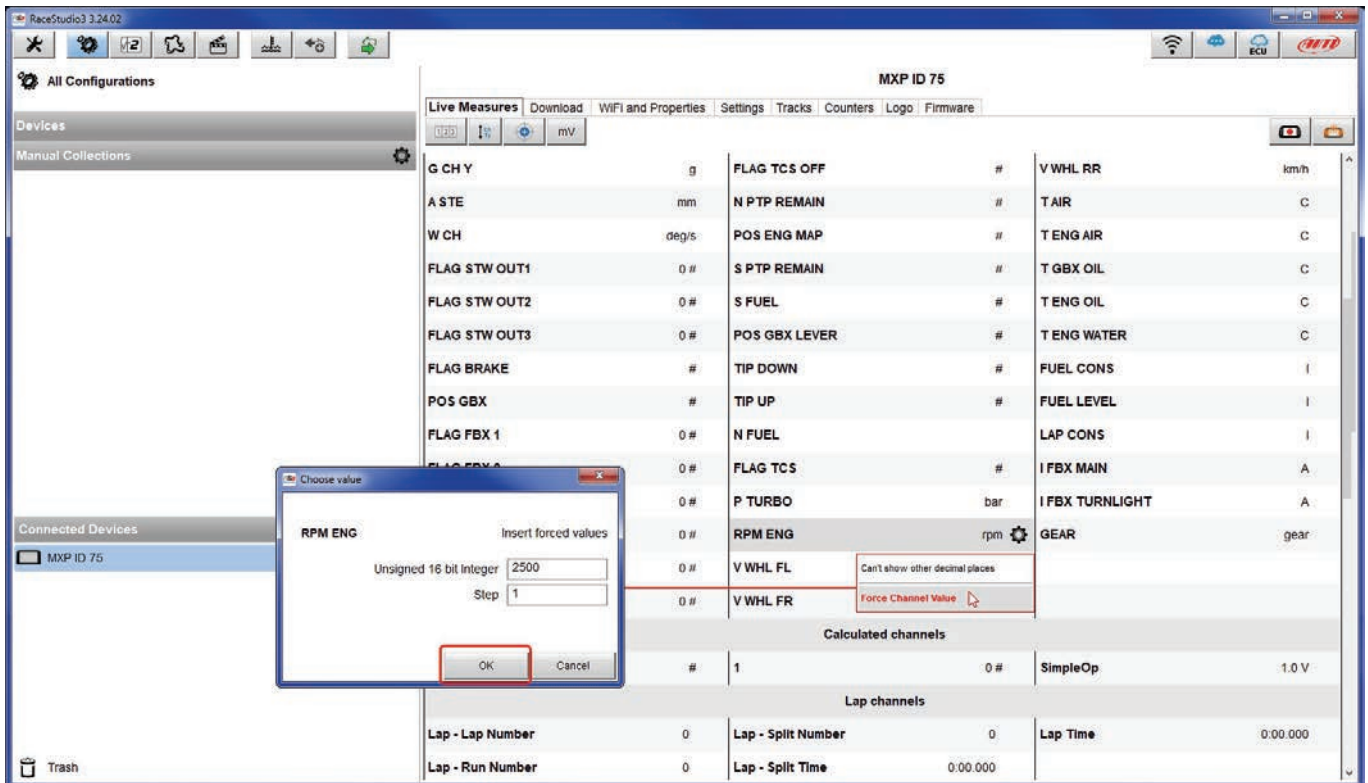 RaceStudio3 3.24.02
ECU
AiM
All Configurations
Devices
Manual Collections
Connected Devices
MXP ID 75
Trash
MXP ID 75
Live Measures Download WiFi and Properties Settings Tracks Counters Logo Firmware
mV
G CH Y g FLAG TCS OFF # V WHL RR km/h
A STE mm N PTP REMAIN # T AIR C
W CH deg/s POS ENG MAP # T ENG AIR C
FLAG STW OUT1 0 # S PTP REMAIN # T GBX OIL C
FLAG STW OUT2 0 # S FUEL # T ENG OIL C
FLAG STW OUT3 0 # POS GBX LEVER # T ENG WATER C
FLAG BRAKE # TIP DOWN # FUEL CONS l
POS GBX # TIP UP # FUEL LEVEL l
FLAG FBX 1 0 # N FUEL LAP CONS l
0 # FLAG TCS # I FBX MAIN A
0 # P TURBO bar I FBX TURNLIGHT A
0 # RPM ENG rpm GEAR gear
0 # V WHL FL
0 # V WHL FR
Can't show other decimal places
Force Channel Value
Choose value
RPM ENG Insert forced values
Unsigned 16 bit Integer 2500
Step 1
OK Cancel
Calculated channels
# 1 0 # SimpleOp 1.0 V
Lap channels
Lap - Lap Number 0 Lap - Split Number 0 Lap Time 0:00.000
Lap - Run Number 0 Lap - Split Time 0:00.000